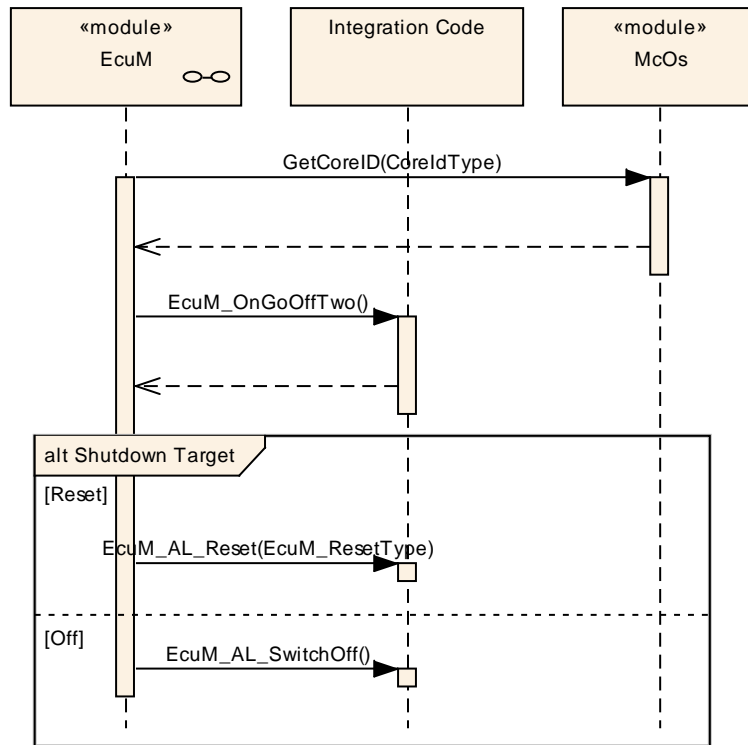 «module»
EcuM
Integration Code
«module»
McOs
GetCoreID(CoreIdType)
EcuM_OnGoOffTwo()
alt Shutdown Target
[Reset]
EcuM_AL_Reset(EcuM_ResetType)
[Off]
EcuM_AL_SwitchOff()